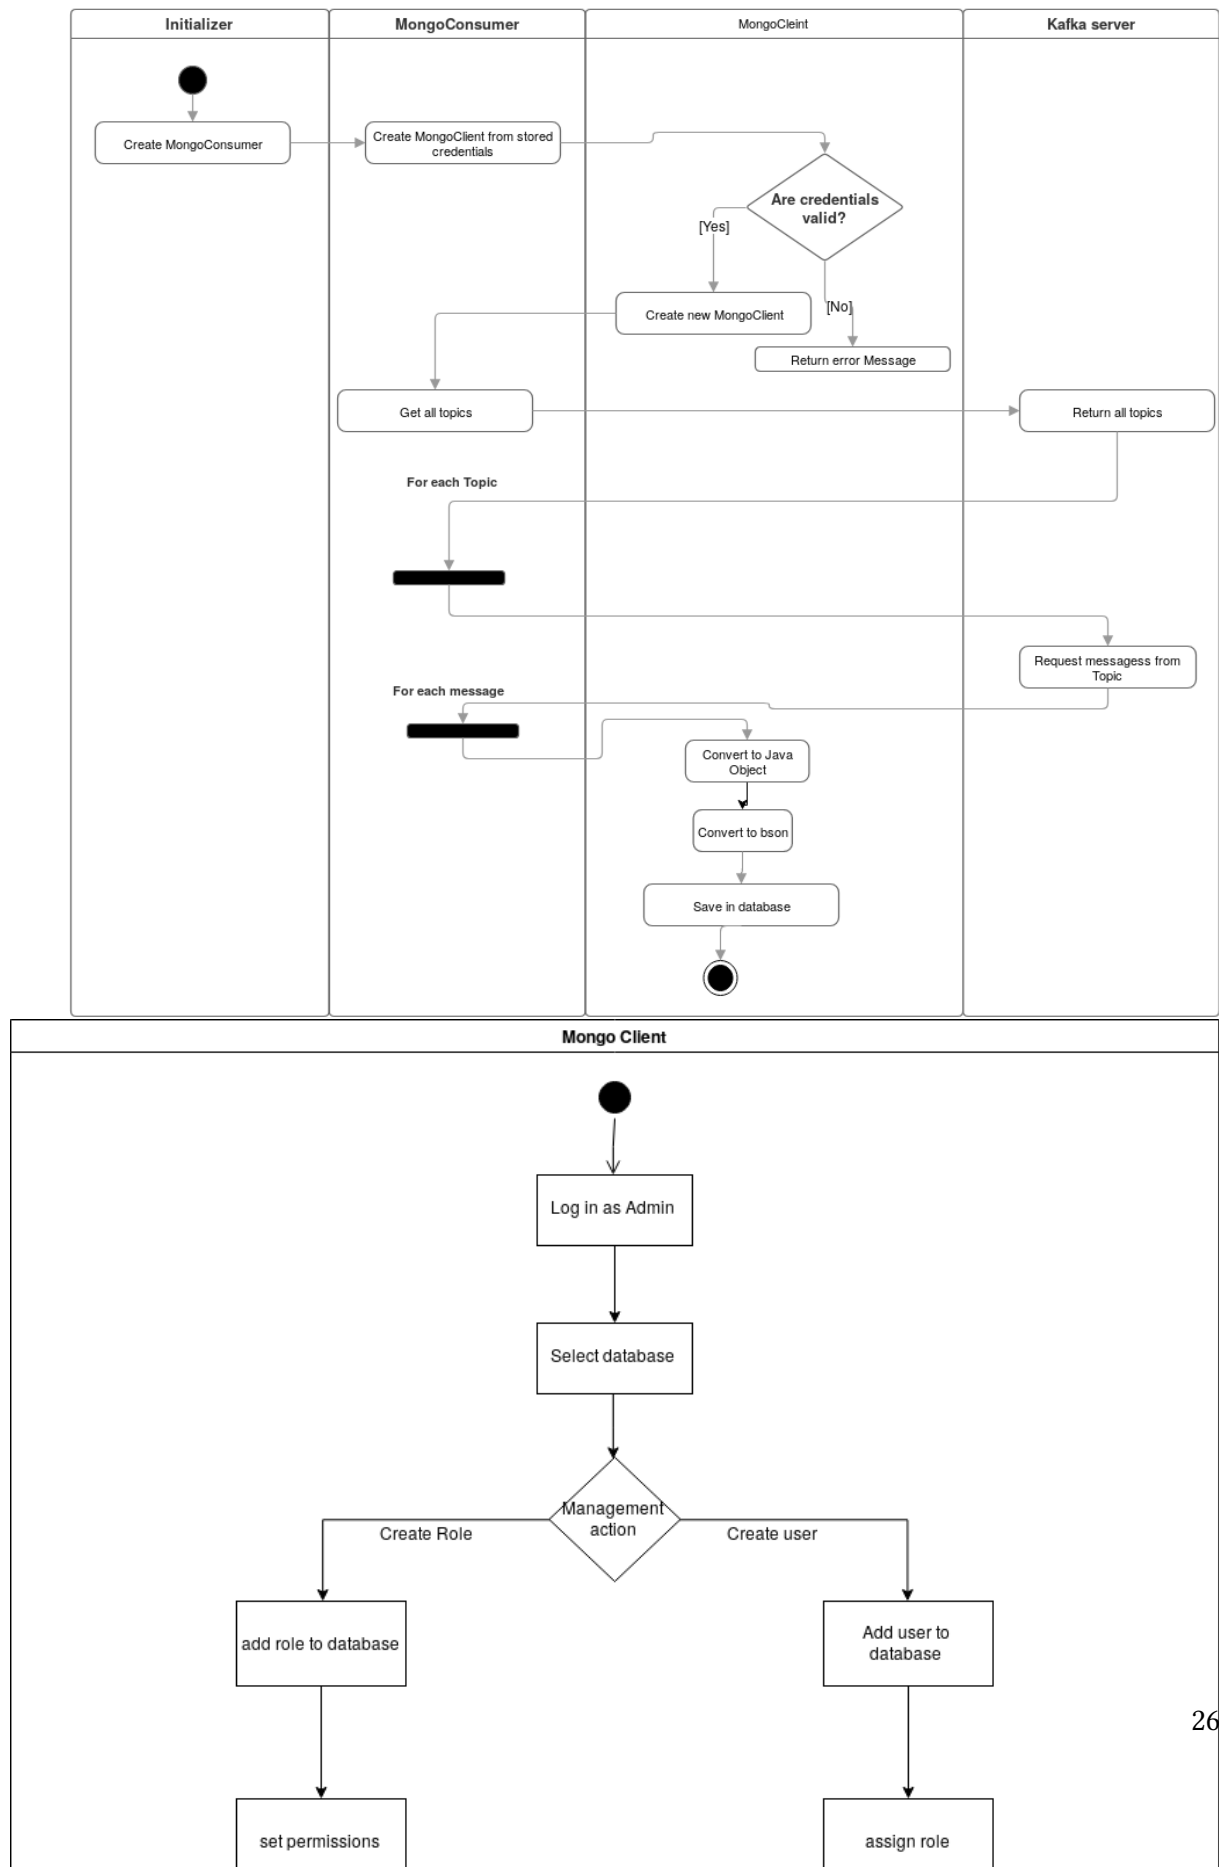 Initializer
MongoConsumer
MongoCleint
Kafka server
Create MongoConsumer
Create MongoClient from stored
credentials
Are credentials
valid?
[Yes]
[No]
Create new MongoClient
Return error Message
Get all topics
Return all topics
For each Topic
Request messagess from
Topic
For each message
Convert to Java
Object
Convert to bson
Save in database
Mongo Client
Log in as Admin
Select database
Management
action
Create Role
Create user
add role to database
Add user to
database
26
set permissions
assign role